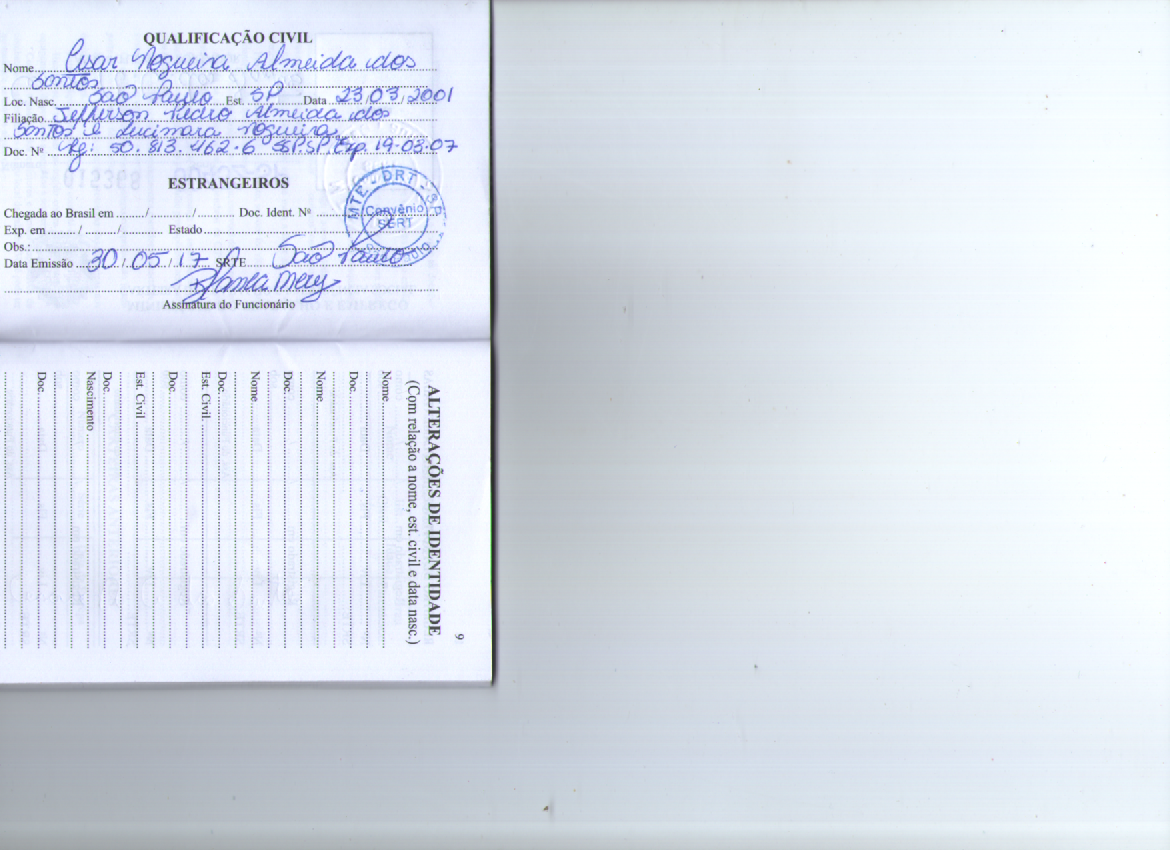 QUALIFICAÇÃO CIVIL
Nome Cesar Nogueira Almeida dos
Santos
Loc. Nasc. São Paulo Est. SP Data 23/03/2001
Filiação Jefferson Pedro Almeida dos
Santos e Lucimara Nogueira
Doc. Nº Rg: 50.813.462-6 SSP.SP. Exp. 19-03-07
ESTRANGEIROS
Chegada ao Brasil em ......../............/........... Doc. Ident. Nº
Exp. em ......../ ......../........... Estado
Obs.:
Data Emissão 30/05/17 SRTE São Paulo
Assinatura do Funcionário
MTE - DRT - SP
Convênio
SERT
ALTERAÇÕES DE IDENTIDADE
(Com relação a nome, est. civil e data nasc.)
Nome
Doc.
Nome
Doc.
Nome
Doc.
Est. Civil
Doc.
Est. Civil
Doc.
Nascimento
Doc.
9